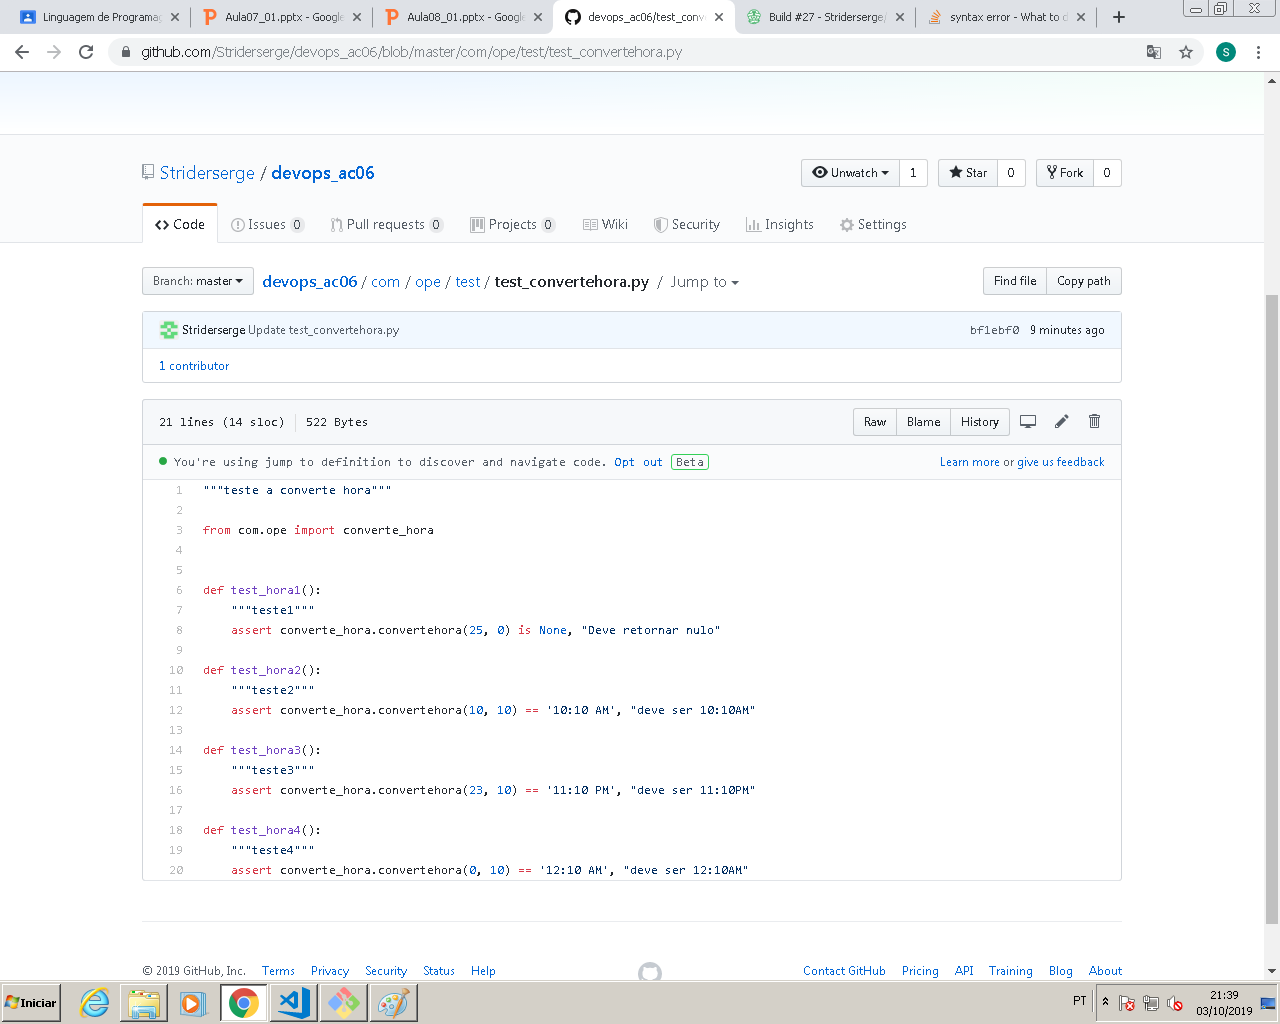 Linguagem de Programaç
Aula07_01.pptx - Google
Aula08_01.pptx - Google
devops_ac06/test_conv
Build #27 - Striderserge/
syntax error - What to d
github.com/Striderserge/devops_ac06/blob/master/com/ope/test/test_convertehora.py
S
Striderserge / devops_ac06
Unwatch 1
Star 0
Fork 0
Code
Issues 0
Pull requests 0
Projects 0
Wiki
Security
Insights
Settings
Branch: master
devops_ac06 / com / ope / test / test_convertehora.py / Jump to
Find file
Copy path
Striderserge Update test_convertehora.py
bf1ebf0 9 minutes ago
1 contributor
21 lines (14 sloc) 522 Bytes
Raw
Blame
History
You're using jump to definition to discover and navigate code. Opt out Beta
Learn more or give us feedback
1 """teste a converte hora"""
2
3 from com.ope import converte_hora
4
5
6 def test_hora1():
7 """teste1"""
8 assert converte_hora.convertehora(25, 0) is None, "Deve retornar nulo"
9
10 def test_hora2():
11 """teste2"""
12 assert converte_hora.convertehora(10, 10) == '10:10 AM', "deve ser 10:10AM"
13
14 def test_hora3():
15 """teste3"""
16 assert converte_hora.convertehora(23, 10) == '11:10 PM', "deve ser 11:10PM"
17
18 def test_hora4():
19 """teste4"""
20 assert converte_hora.convertehora(0, 10) == '12:10 AM', "deve ser 12:10AM"
© 2019 GitHub, Inc.
Terms
Privacy
Security
Status
Help
Contact GitHub
Pricing
API
Training
Blog
About
Iniciar
PT
21:39
03/10/2019